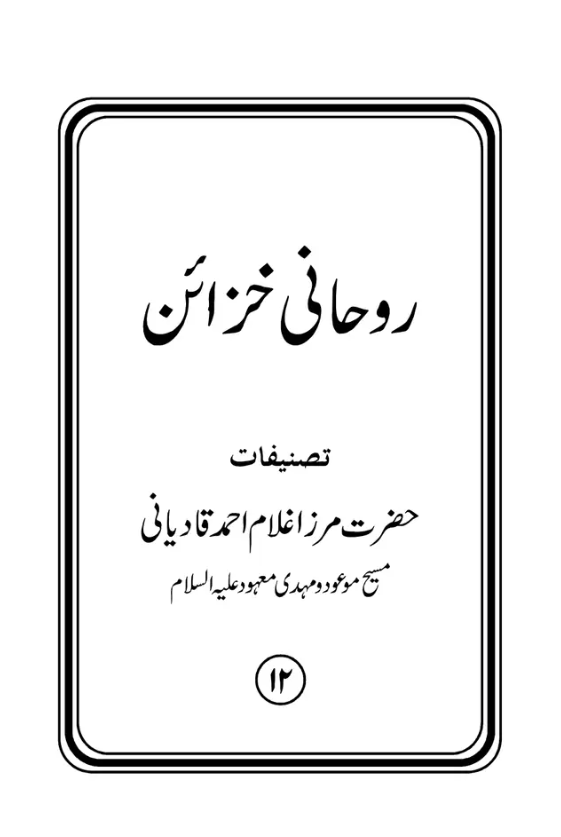 روحانی خزائن
تصنیفات
حضرت مرزا غلام احمد قادیانی
مسیح موعود و مہدی معہود علیہ السلام
۱۲